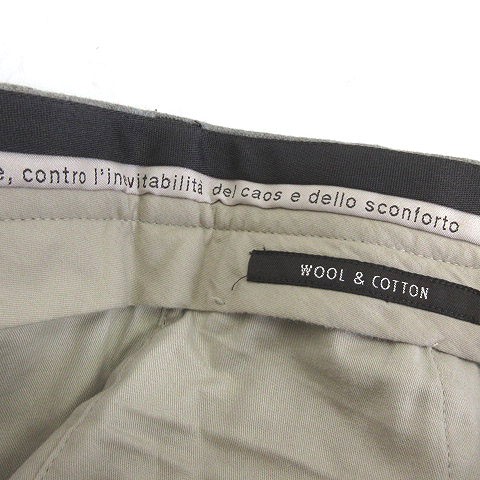 e, contro l'inevitabilità del caos e dello sconforto
WOOL & COTTON